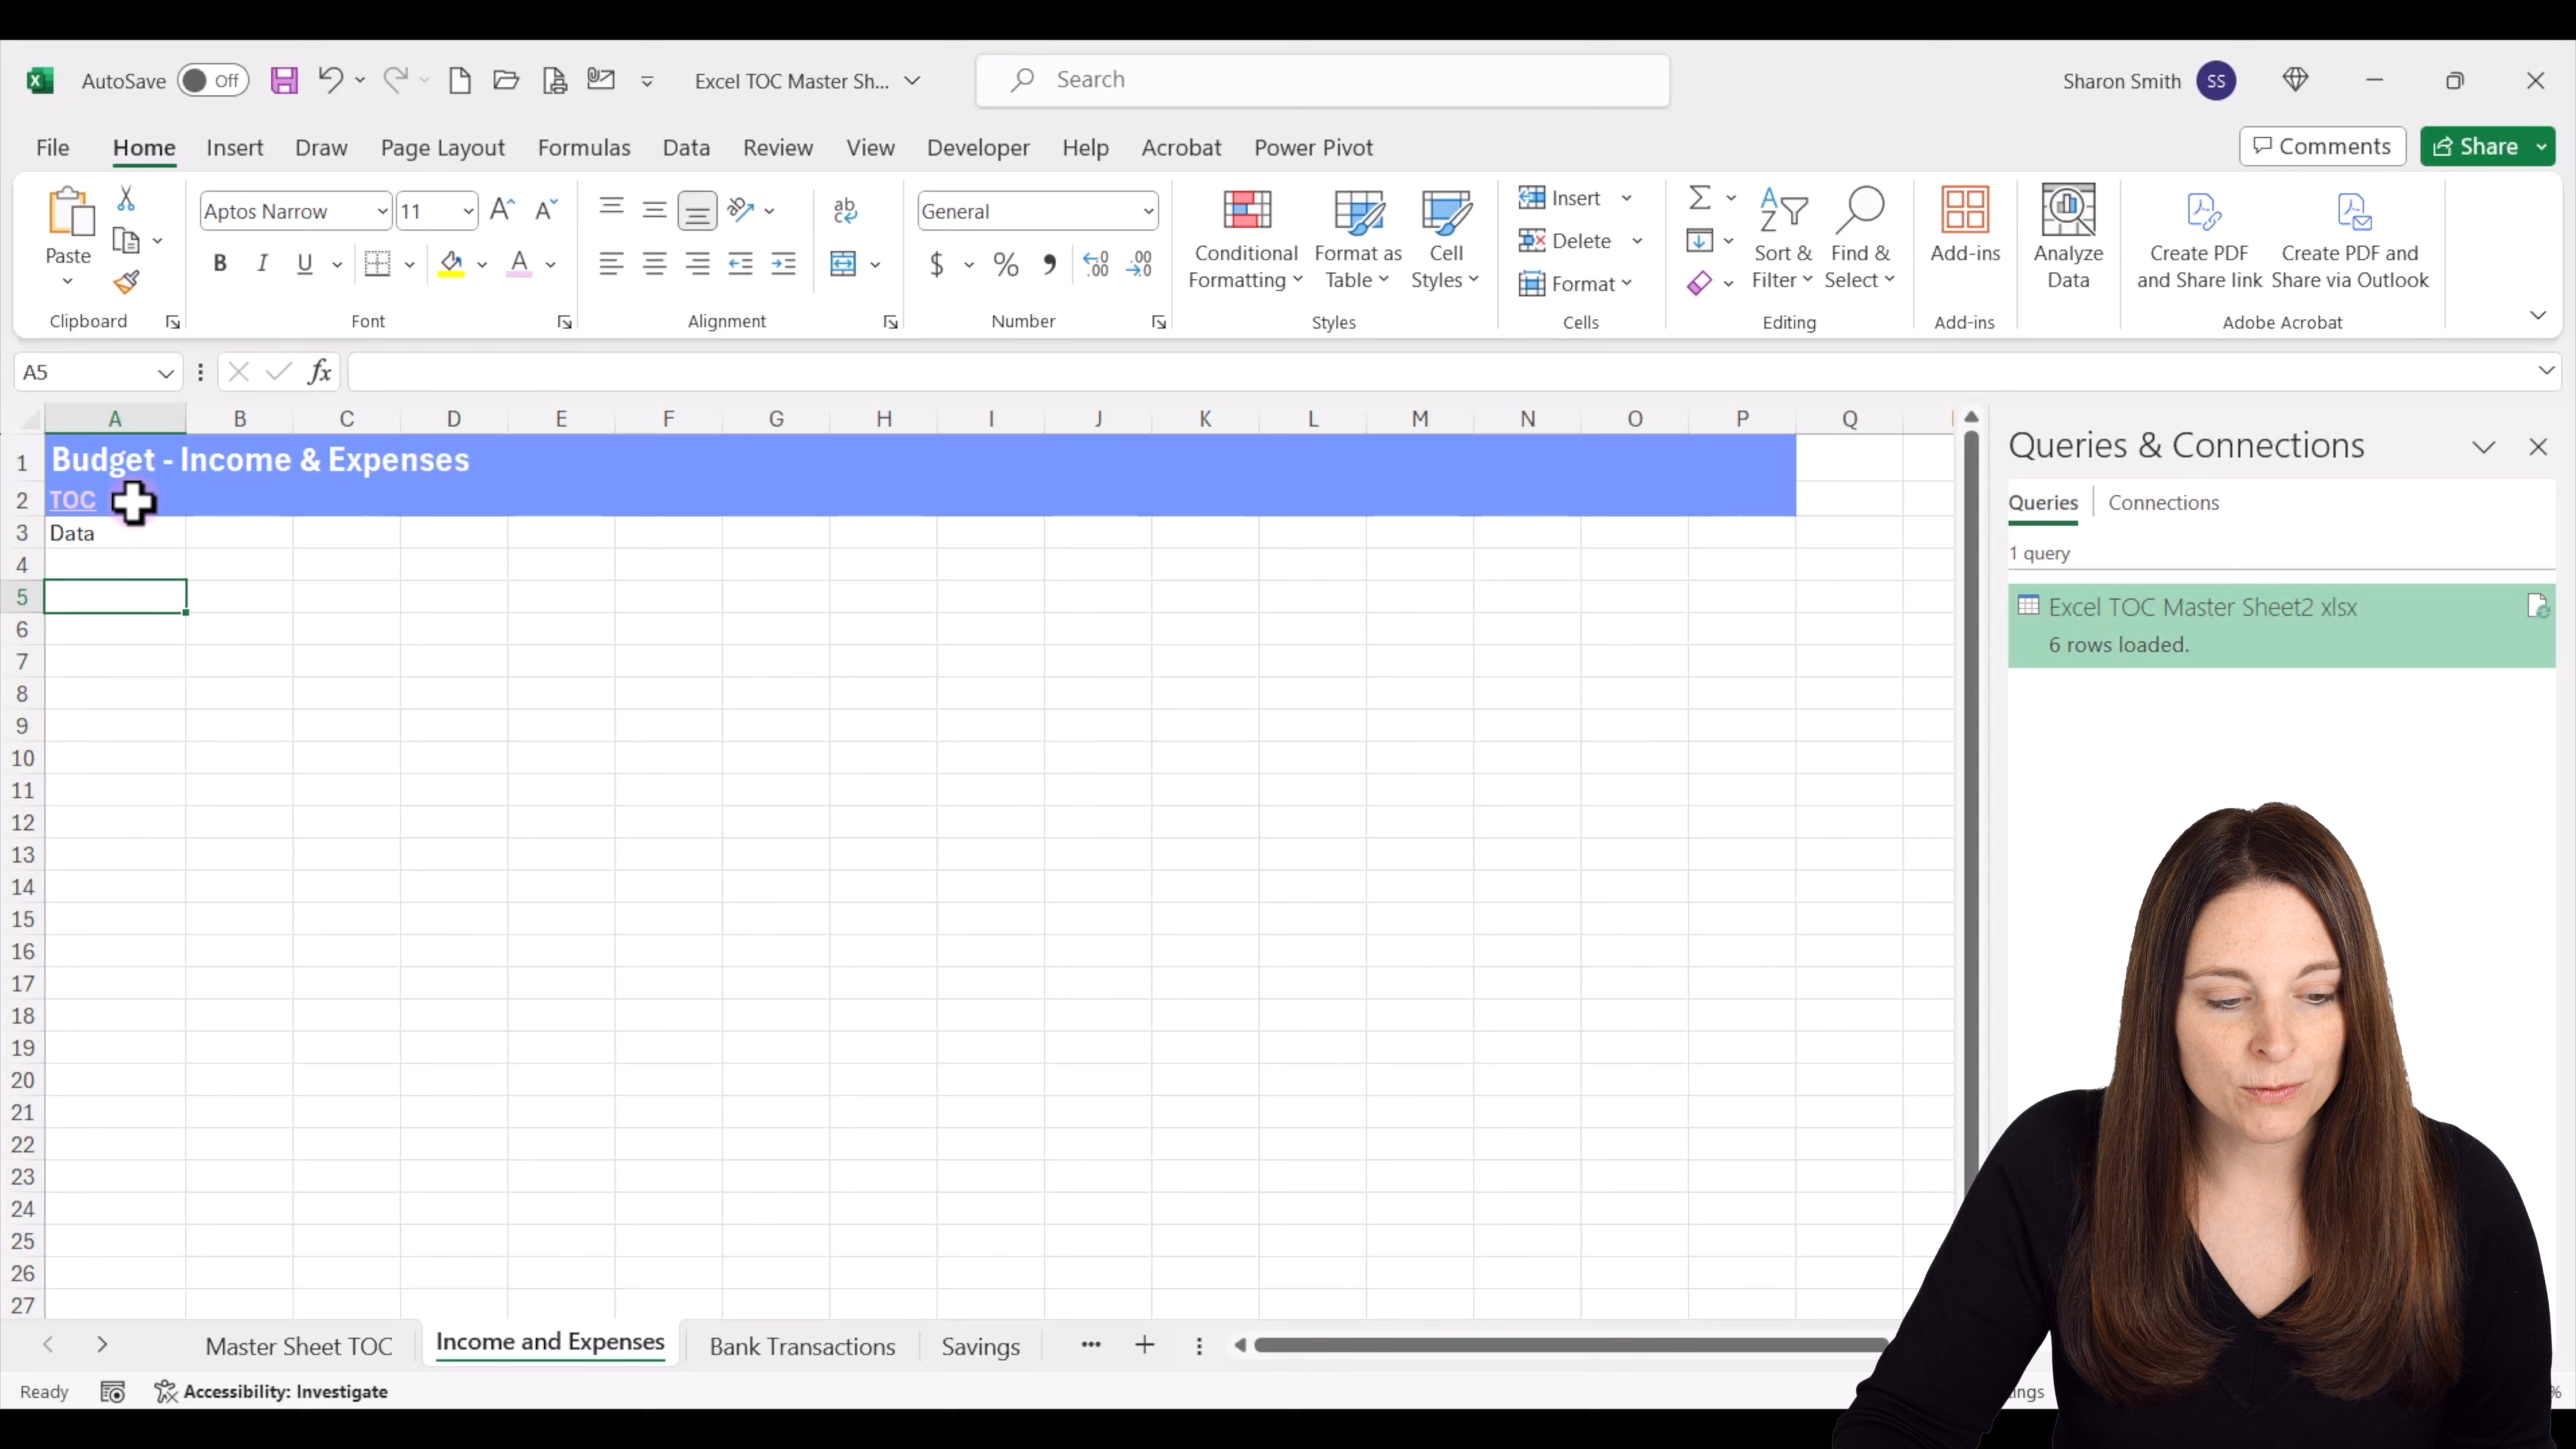 AutoSave Off Excel TOC Master Sh... Search Sharon Smith SS
File Home Insert Draw Page Layout Formulas Data Review View Developer Help Acrobat Power Pivot Comments Share
Paste
Clipboard
Aptos Narrow 11
B I U A
Font
ab
Alignment
General
$ % 9 .00
Number
Conditional Formatting
Format as Table
Cell Styles
Styles
Insert
Delete
Format
Cells
Sort & Filter
Find & Select
Editing
Add-ins
Add-ins
Analyze Data
Create PDF and Share link
Create PDF and Share via Outlook
Adobe Acrobat
A5 fx
A B C D E F G H I J K L M N O P Q
1 Budget - Income & Expenses
2 TOC
3 Data
4
5
6
7
8
9
10
11
12
13
14
15
16
17
18
19
20
21
22
23
24
25
26
27
Queries & Connections
Queries Connections
1 query
Excel TOC Master Sheet2 xlsx
6 rows loaded.
Master Sheet TOC Income and Expenses Bank Transactions Savings ...
Ready Accessibility: Investigate